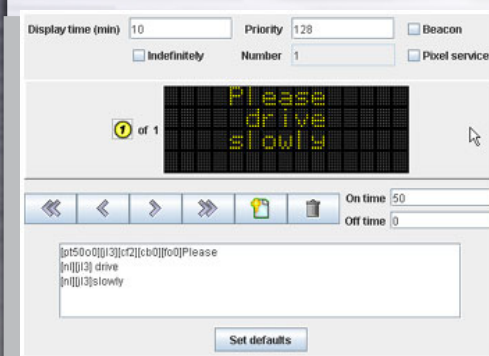 Display time (min) 10 Priority 128 Beacon
Indefinitely Number 1 Pixel service
Please
drive
slowly
1 of 1
On time 50
Off time 0
[pt50o0][jl3][cf2][cb0][fo0]Please
[nl][jl3] drive
[nl][jl3]slowly
Set defaults